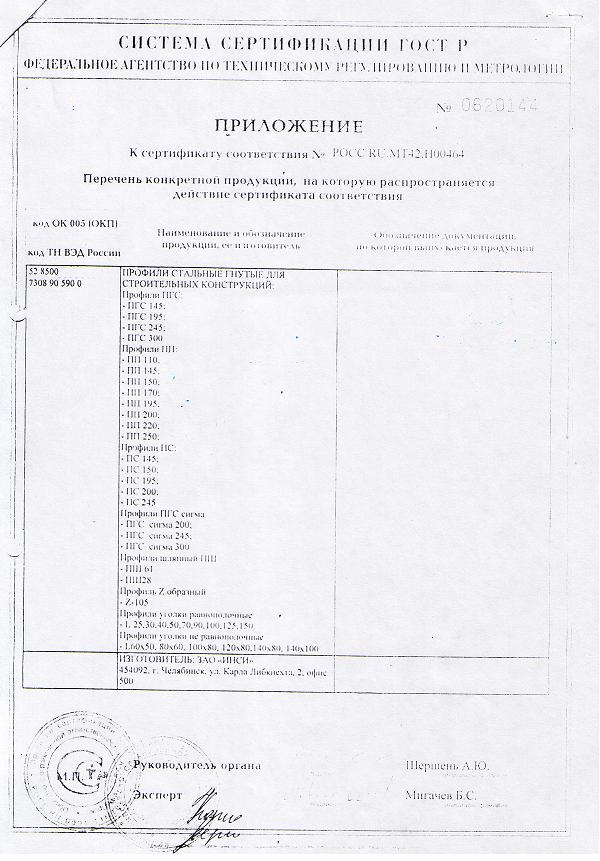 СИСТЕМА СЕРТИФИКАЦИИ ГОСТ Р
ФЕДЕРАЛЬНОЕ АГЕНТСТВО ПО ТЕХНИЧЕСКОМУ РЕГУЛИРОВАНИЮ И МЕТРОЛОГИИ
№ 0620144
ПРИЛОЖЕНИЕ
К сертификату соответствия № РОСС RU.МТ42.Н00464
Перечень конкретной продукции, на которую распространяется
действие сертификата соответствия
код ОК 005 (ОКП)
код ТН ВЭД России
Наименование и обозначение
продукции, ее изготовитель
Обозначение документации,
по которой выпускается продукция
52 8500
7308 90 590 0
ПРОФИЛИ СТАЛЬНЫЕ ГНУТЫЕ ДЛЯ
СТРОИТЕЛЬНЫХ КОНСТРУКЦИЙ:
Профили ПГС:
- ПГС 145;
- ПГС 195;
- ПГС 245;
- ПГС 300
Профили ПП:
- ПП 110;
- ПП 145;
- ПП 150;
- ПП 170;
- ПП 195;
- ПП 200;
- ПП 220;
- ПП 250;
Профили ПС:
- ПС 145;
- ПС 150;
- ПС 195;
- ПС 200;
- ПС 245
Профили ПГС сигма
- ПГС сигма 200;
- ПГС сигма 245;
- ПГС сигма 300
Профили шляпный ПШ
- ПШ 61
- ПШ28
Профиль Z образный
- Z-105
Профили уголки равнополочные
- L 25,30,40,50,70,90,100,125,150
Профили уголки не равнополочные
- L60х50, 80х60, 100х80, 120х80,140х80, 140х100
ИЗГОТОВИТЕЛЬ: ЗАО «ИНСИ»
454092, г. Челябинск, ул. Карла Либкнехта, 2, офис
500
М.П.
Руководитель органа
Шершень А.Ю.
Эксперт
Мигачев Б.С.